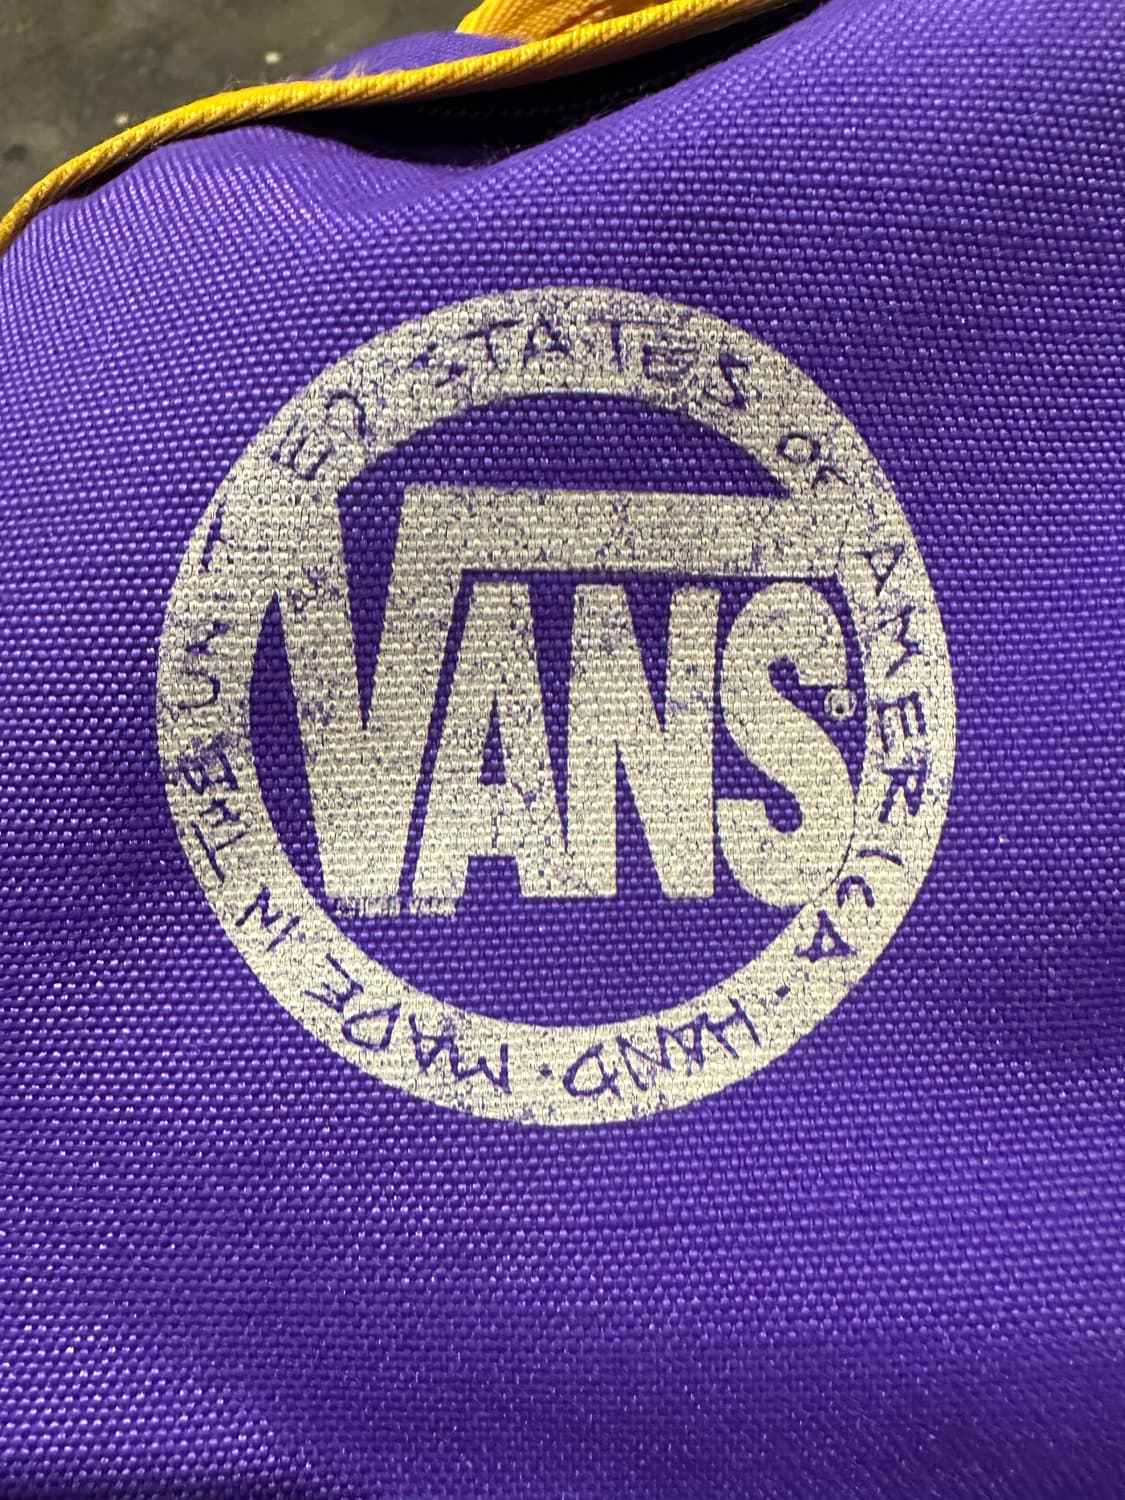 VANS®
HAND · MADE IN THE UNITED STATES OF AMERICA ·